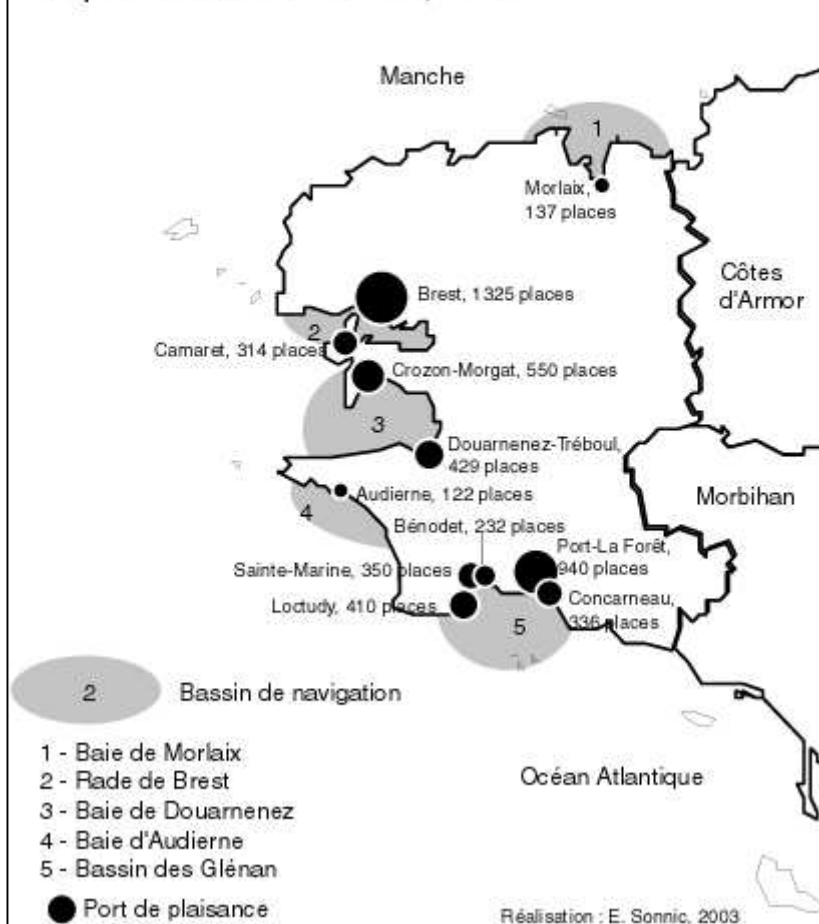 Manche
1
Morlaix,
137 places
Côtes
d'Armor
Brest, 1325 places
2
Camaret, 314 places
Crozon-Morgat, 550 places
3
Douarnenez-Tréboul,
429 places
Morbihan
Audierne, 122 places
4
Bénodet, 232 places
Port-La Forêt,
940 places
Sainte-Marine, 350 places
Concarneau,
336 places
Loctudy, 410 places
5
2 Bassin de navigation
1 - Baie de Morlaix
2 - Rade de Brest
3 - Baie de Douarnenez
4 - Baie d'Audierne
5 - Bassin des Glénan
Océan Atlantique
Port de plaisance
Réalisation : E. Sonnic, 2003